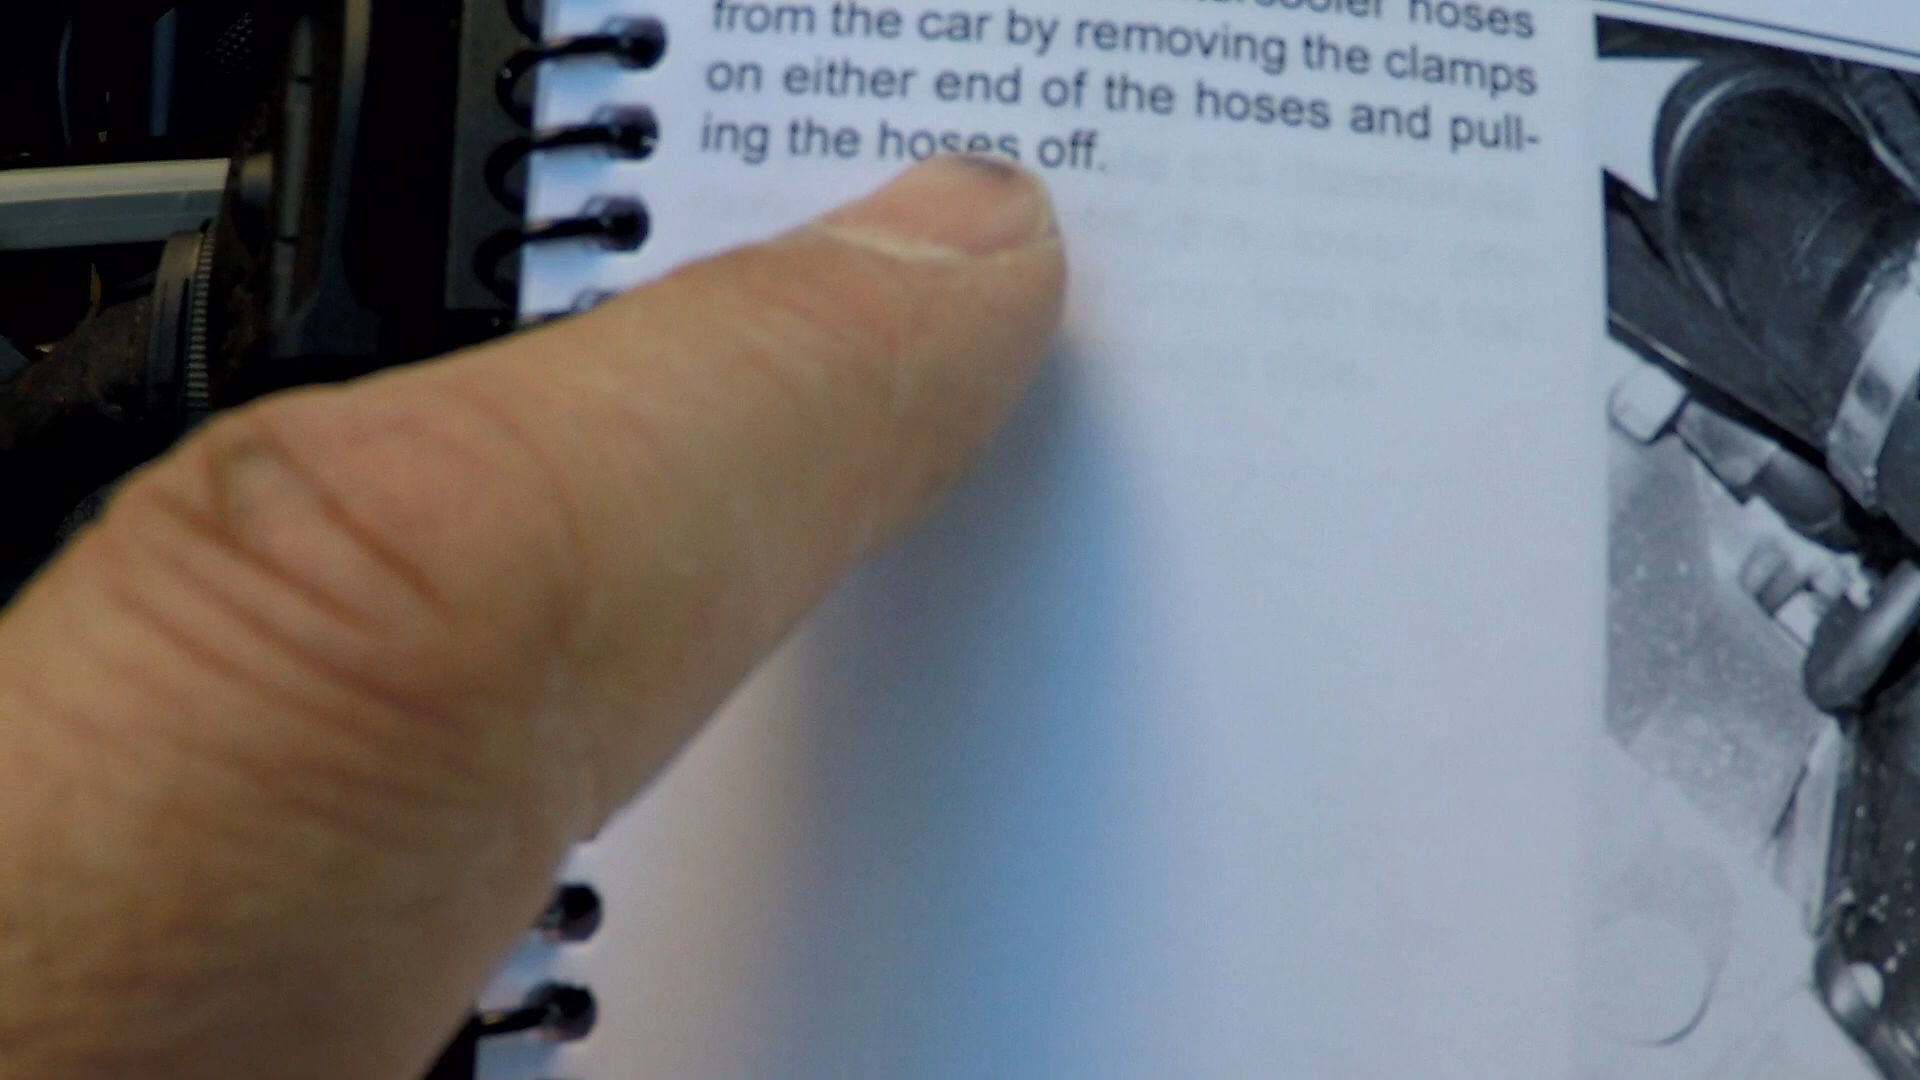 hoses
from the car by removing the clamps
on either end of the hoses and pull-
ing the hoses off.